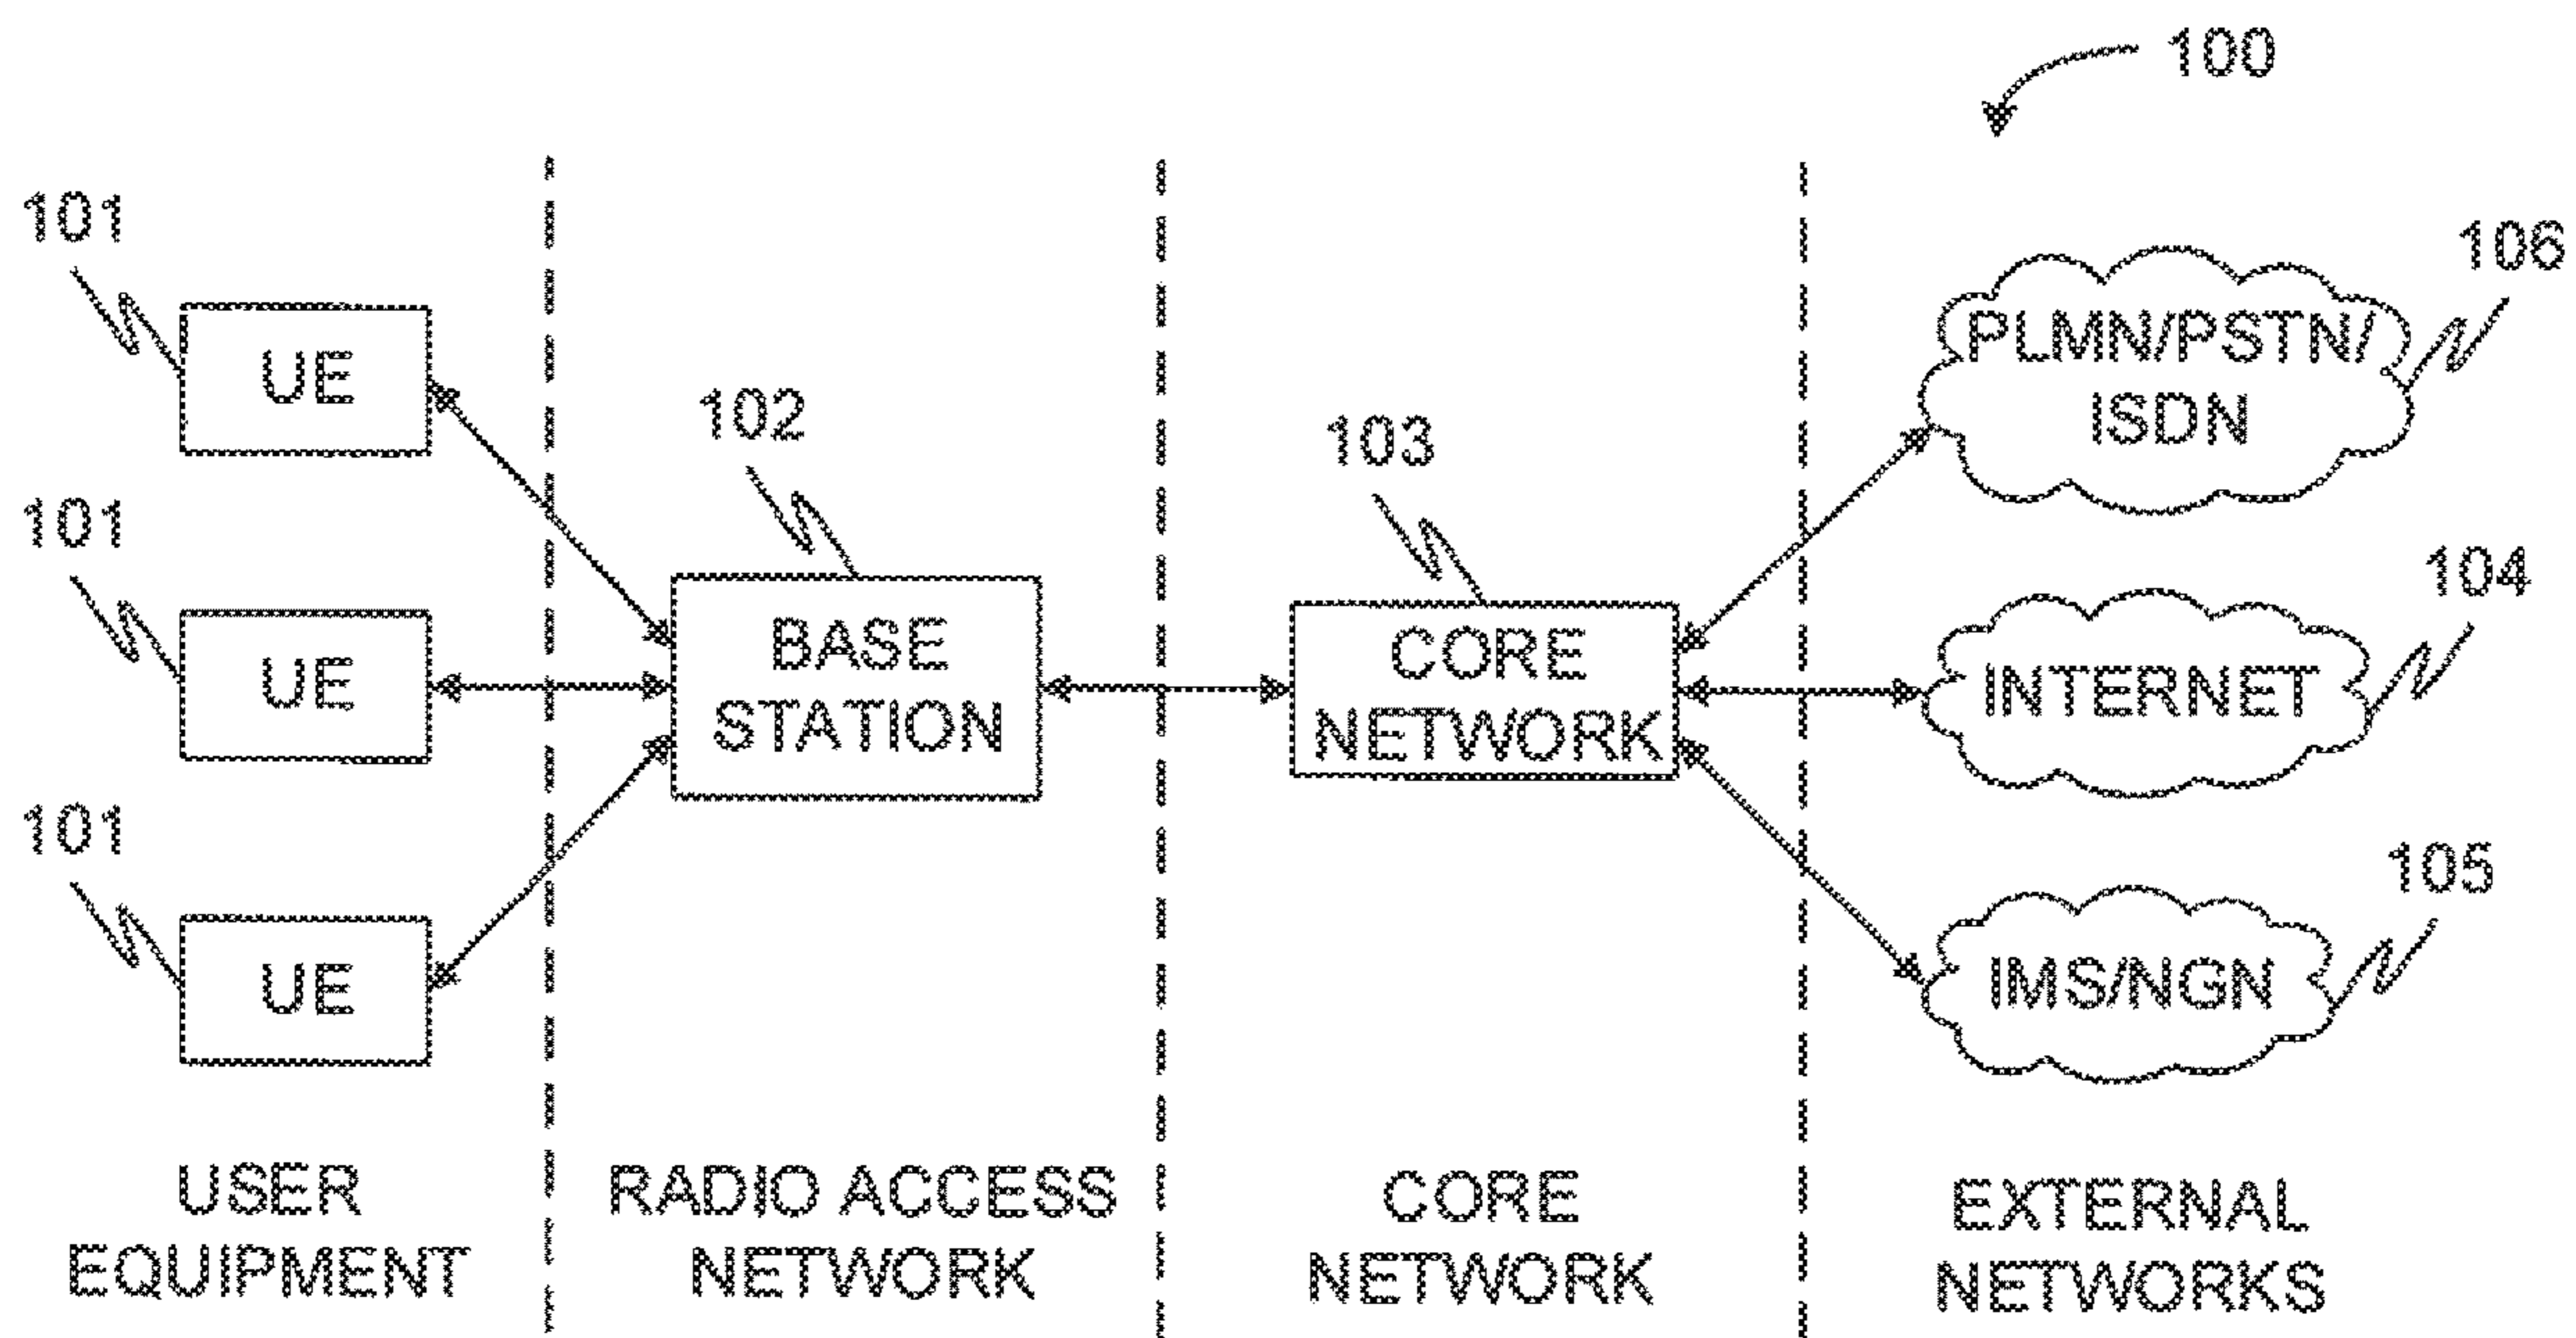 100
101
UE
101
UE
101
UE
102
BASE
STATION
103
CORE
NETWORK
106
PLMN/PSTN/
ISDN
104
INTERNET
105
IMS/NGN
USER
EQUIPMENT
RADIO ACCESS
NETWORK
CORE
NETWORK
EXTERNAL
NETWORKS